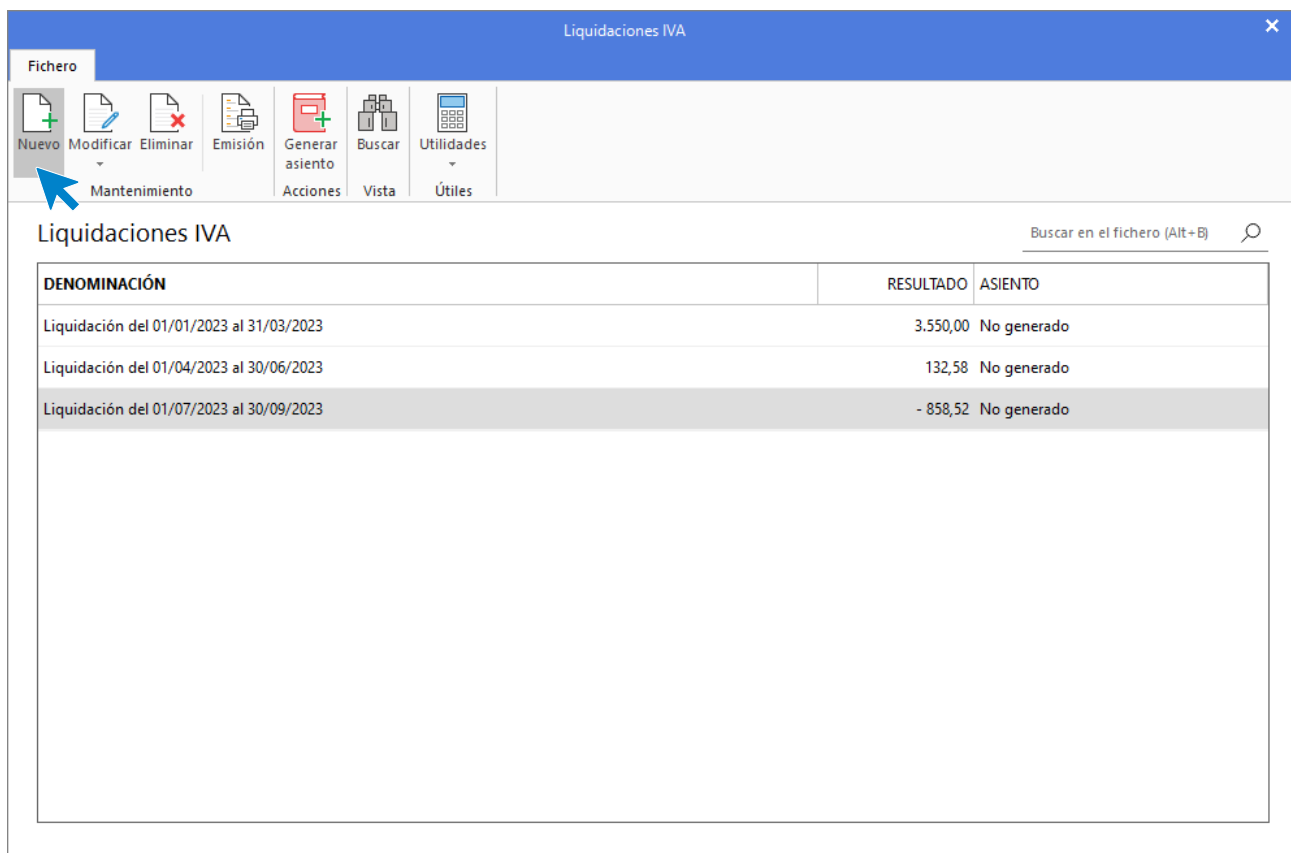 Liquidaciones IVA
Fichero
Nuevo Modificar Eliminar Emisión Generar asiento Buscar Utilidades
Mantenimiento Acciones Vista Útiles
Liquidaciones IVA
Buscar en el fichero (Alt+B)
DENOMINACIÓN RESULTADO ASIENTO
Liquidación del 01/01/2023 al 31/03/2023 3.550,00 No generado
Liquidación del 01/04/2023 al 30/06/2023 132,58 No generado
Liquidación del 01/07/2023 al 30/09/2023 - 858,52 No generado